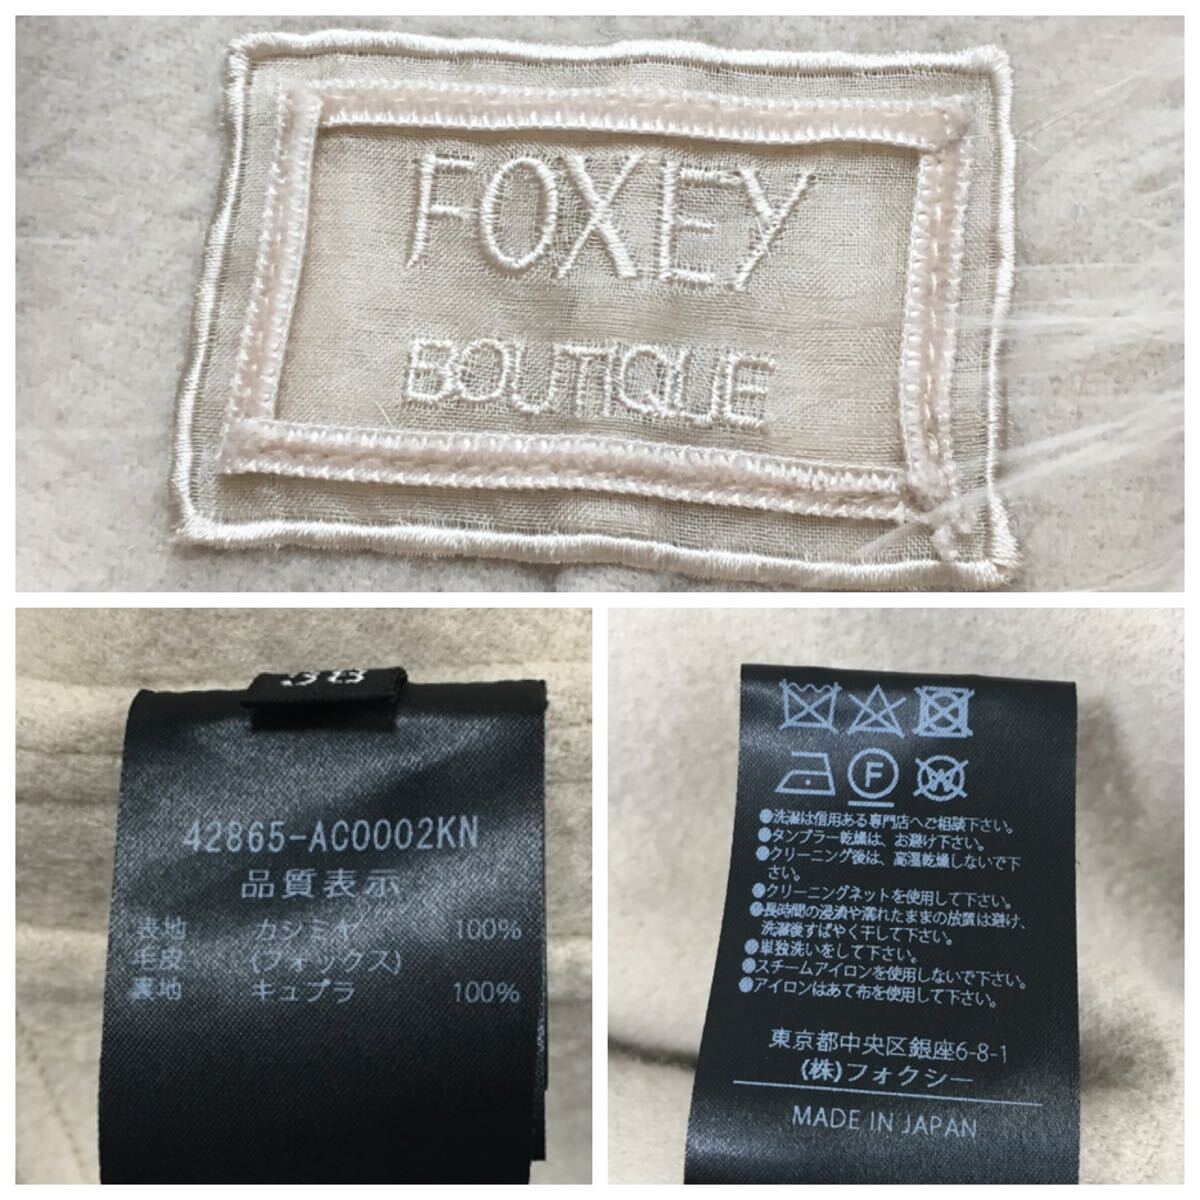 FOXEY
BOUTIQUE
38
42865-AC0002KN
品質表示
表地 カシミヤ 100%
毛皮 (フォックス)
裏地 キュプラ 100%
F
W
●洗濯は信用ある専門店へご相談下さい。
●タンブラー乾燥は、お避け下さい。
●クリーニング後は、高温乾燥しないで下
さい。
●クリーニングネットを使用して下さい。
●長時間の浸漬や濡れたままの放置は避け、
洗濯後すばやく干して下さい。
●単独洗いをして下さい。
●スチームアイロンを使用しないで下さい。
●アイロンはあて布を使用して下さい。
東京都中央区銀座6-8-1
(株)フォクシー
MADE IN JAPAN